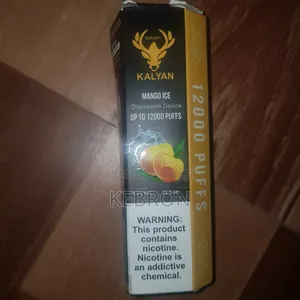 kalyan
KALYAN
MANGO ICE
Disposable Device
UP TO 12000 PUFFS
12000 PUFFS
KEBRON
WARNING:
This product
contains
nicotine.
Nicotine is
an addictive
chemical.